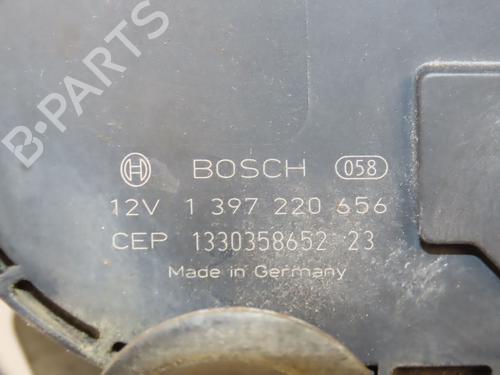 B-PARTS
BOSCH 058
12V 1 397 220 656
CEP 1330358652 23
Made in Germany